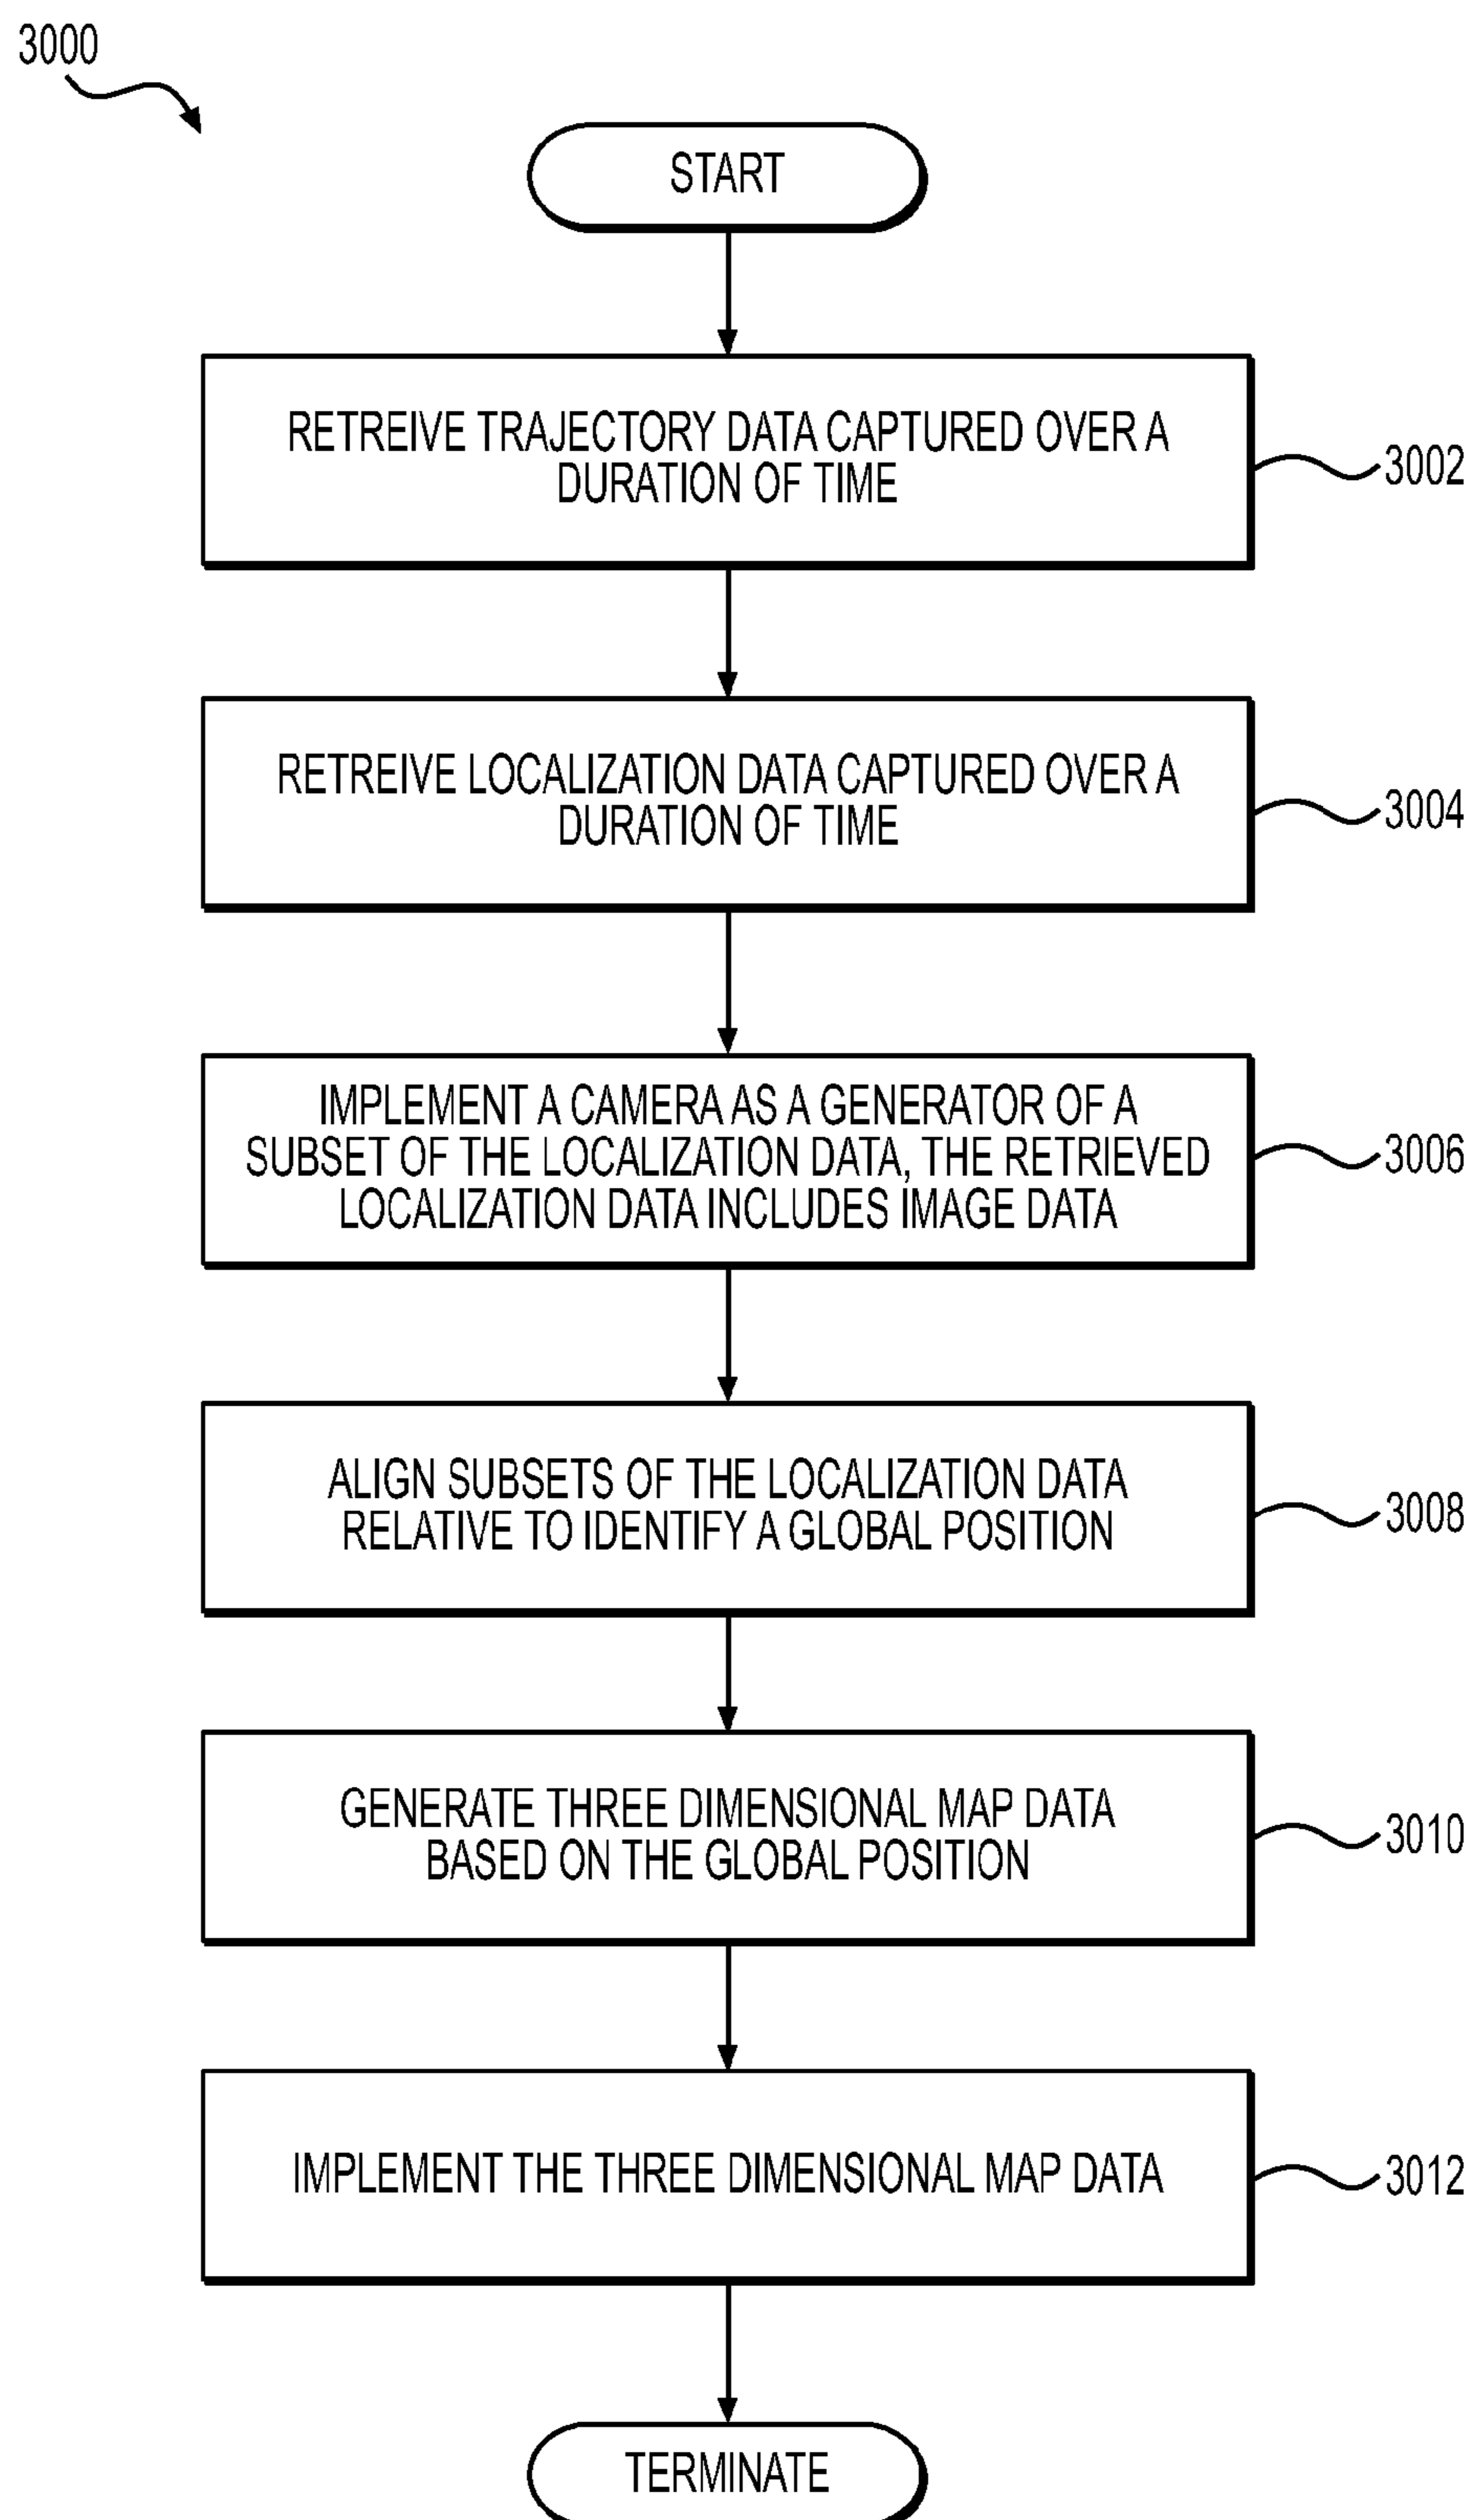 3000
START
RETREIVE TRAJECTORY DATA CAPTURED OVER A
DURATION OF TIME
3002
RETREIVE LOCALIZATION DATA CAPTURED OVER A
DURATION OF TIME
3004
IMPLEMENT A CAMERA AS A GENERATOR OF A
SUBSET OF THE LOCALIZATION DATA, THE RETRIEVED
LOCALIZATION DATA INCLUDES IMAGE DATA
3006
ALIGN SUBSETS OF THE LOCALIZATION DATA
RELATIVE TO IDENTIFY A GLOBAL POSITION
3008
GENERATE THREE DIMENSIONAL MAP DATA
BASED ON THE GLOBAL POSITION
3010
IMPLEMENT THE THREE DIMENSIONAL MAP DATA
3012
TERMINATE